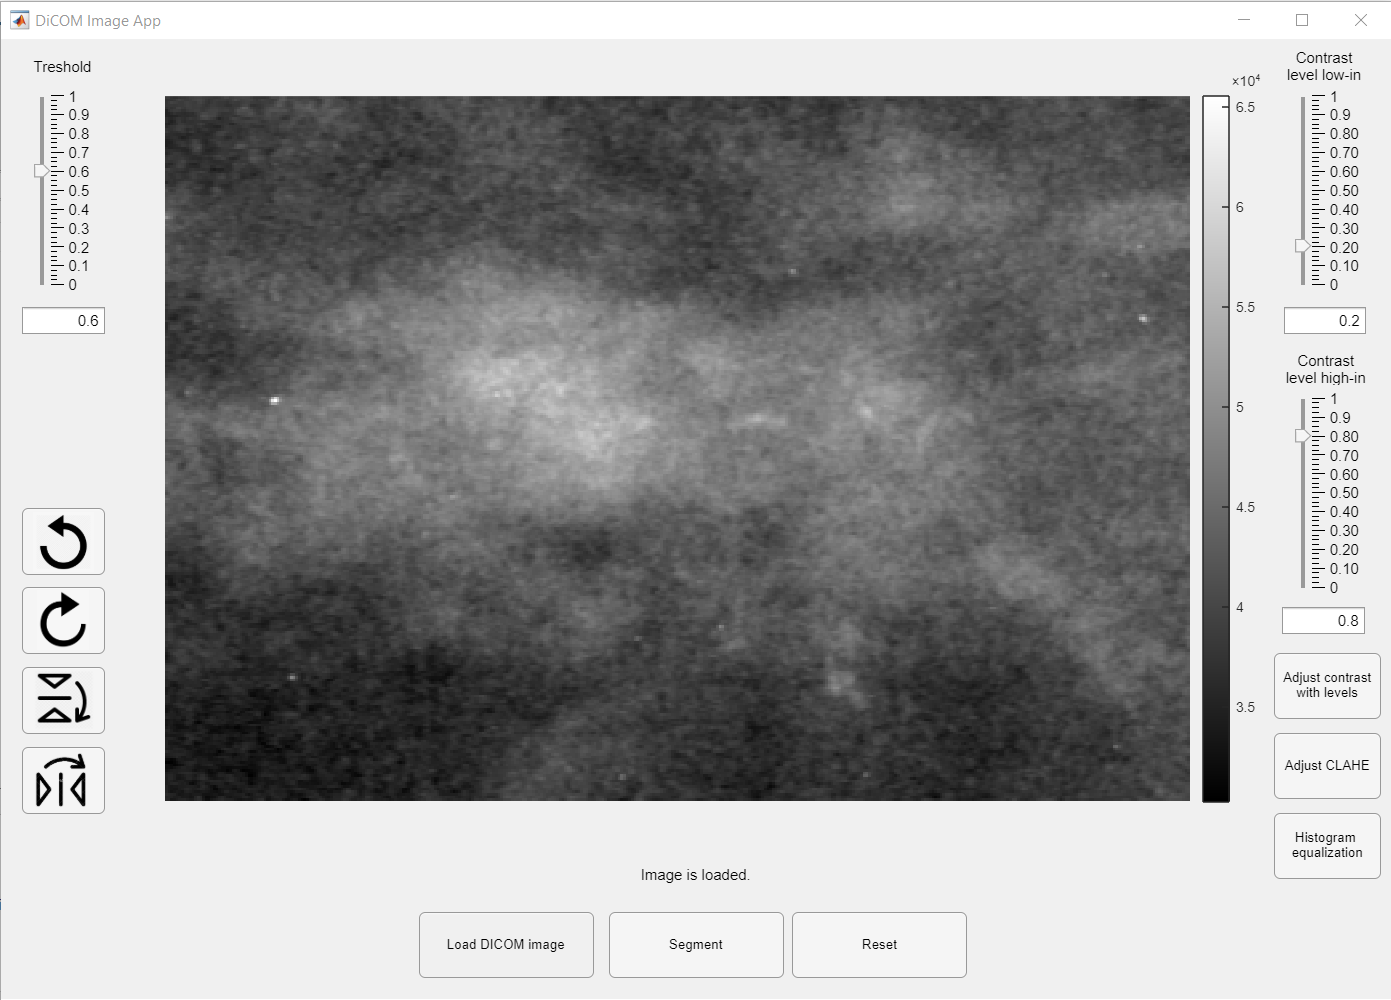 DiCOM Image App
Treshold
1
0.9
0.8
0.7
0.6
0.5
0.4
0.3
0.2
0.1
0
0.6
×10⁴
6.5
6
5.5
5
4.5
4
3.5
Contrast
level low-in
1
0.9
0.80
0.70
0.60
0.50
0.40
0.30
0.20
0.10
0
0.2
Contrast
level high-in
1
0.9
0.80
0.70
0.60
0.50
0.40
0.30
0.20
0.10
0
0.8
Adjust contrast
with levels
Adjust CLAHE
Histogram
equalization
Image is loaded.
Load DICOM image
Segment
Reset